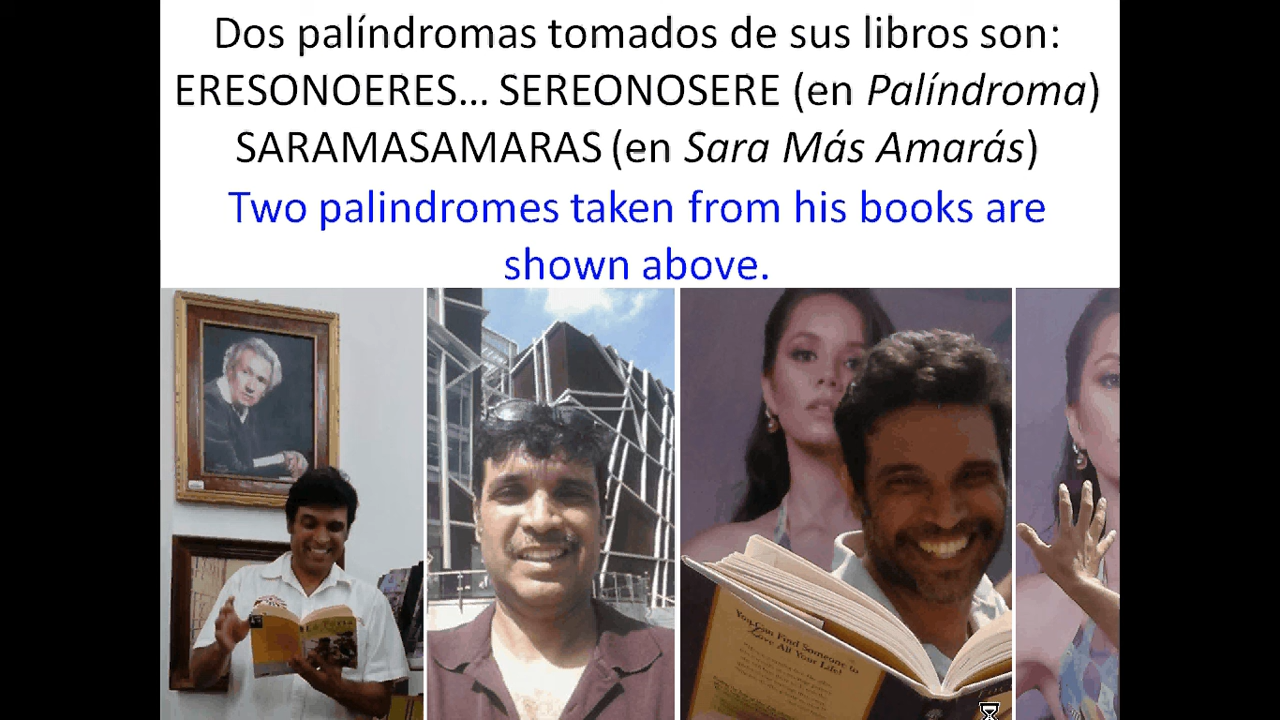 Dos palíndromas tomados de sus libros son:
ERESONOERES... SEREONOSERE (en Palíndroma)
SARAMASAMARAS (en Sara Más Amarás)
Two palindromes taken from his books are
shown above.
You Can Find Someone to
Love All Your Life!